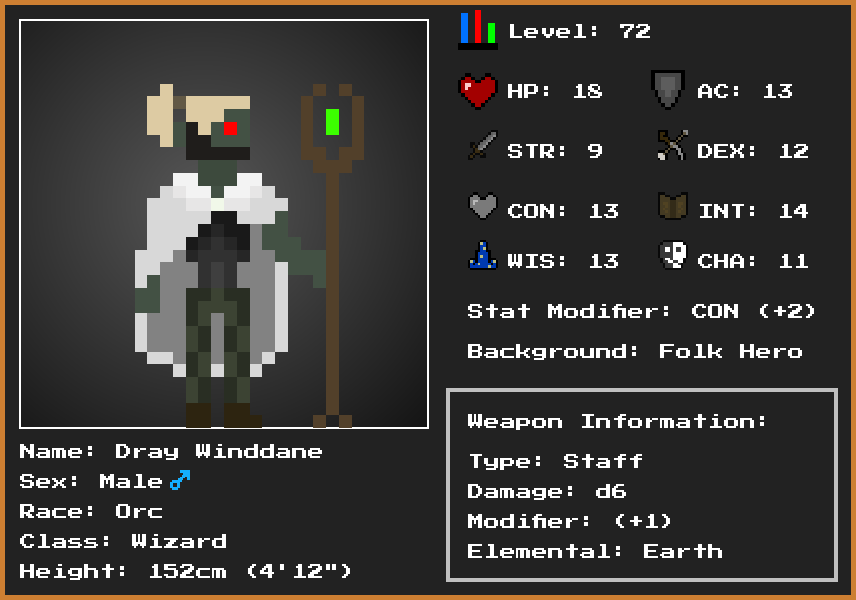 Level: 72
HP: 18 AC: 13
STR: 9 DEX: 12
CON: 13 INT: 14
WIS: 13 CHA: 11
Stat Modifier: CON (+2)
Background: Folk Hero
Name: Dray Winddane
Sex: Male ♂
Race: Orc
Class: Wizard
Height: 152cm (4'12")
Weapon Information:
Type: Staff
Damage: d6
Modifier: (+1)
Elemental: Earth